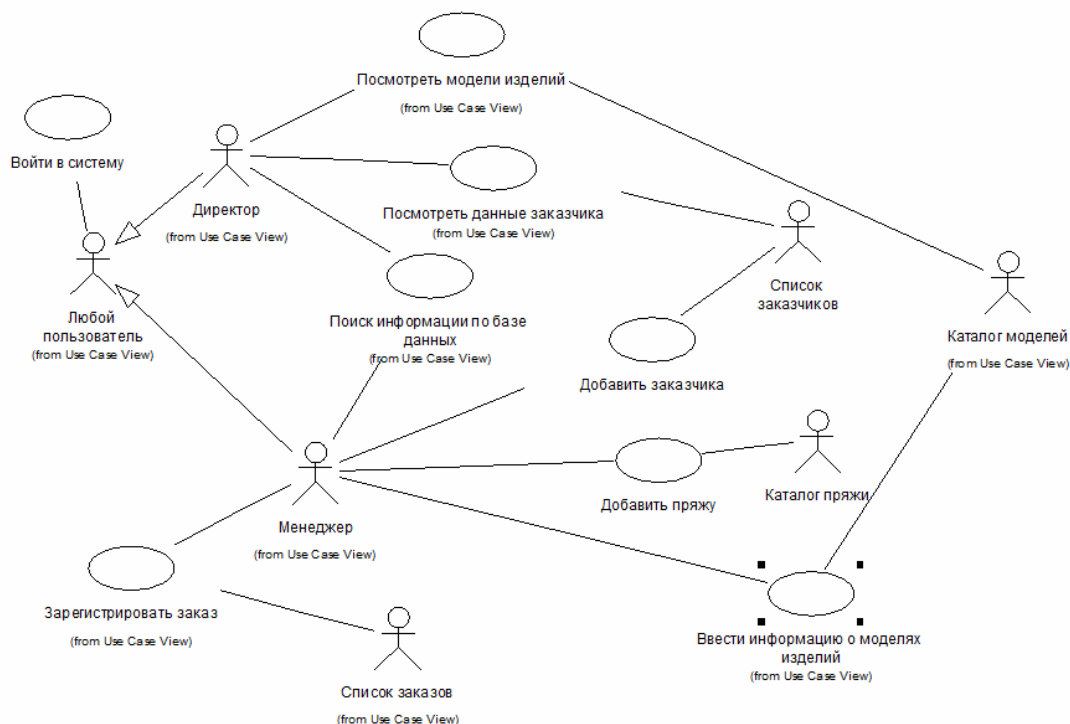 Посмотреть модели изделий
(from Use Case View)
Войти в систему
Директор
(from Use Case View)
Посмотреть данные заказчика
(from Use Case View)
Список
заказчиков
Любой
пользователь
(from Use Case View)
Поиск информации по базе
данных
(from Use Case View)
Каталог моделей
(from Use Case View)
Добавить заказчика
Добавить пряжу
Каталог пряжи
Менеджер
(from Use Case View)
Зарегистрировать заказ
(from Use Case View)
Ввести информацию о моделях
изделий
(from Use Case View)
Список заказов
(from Use Case View)